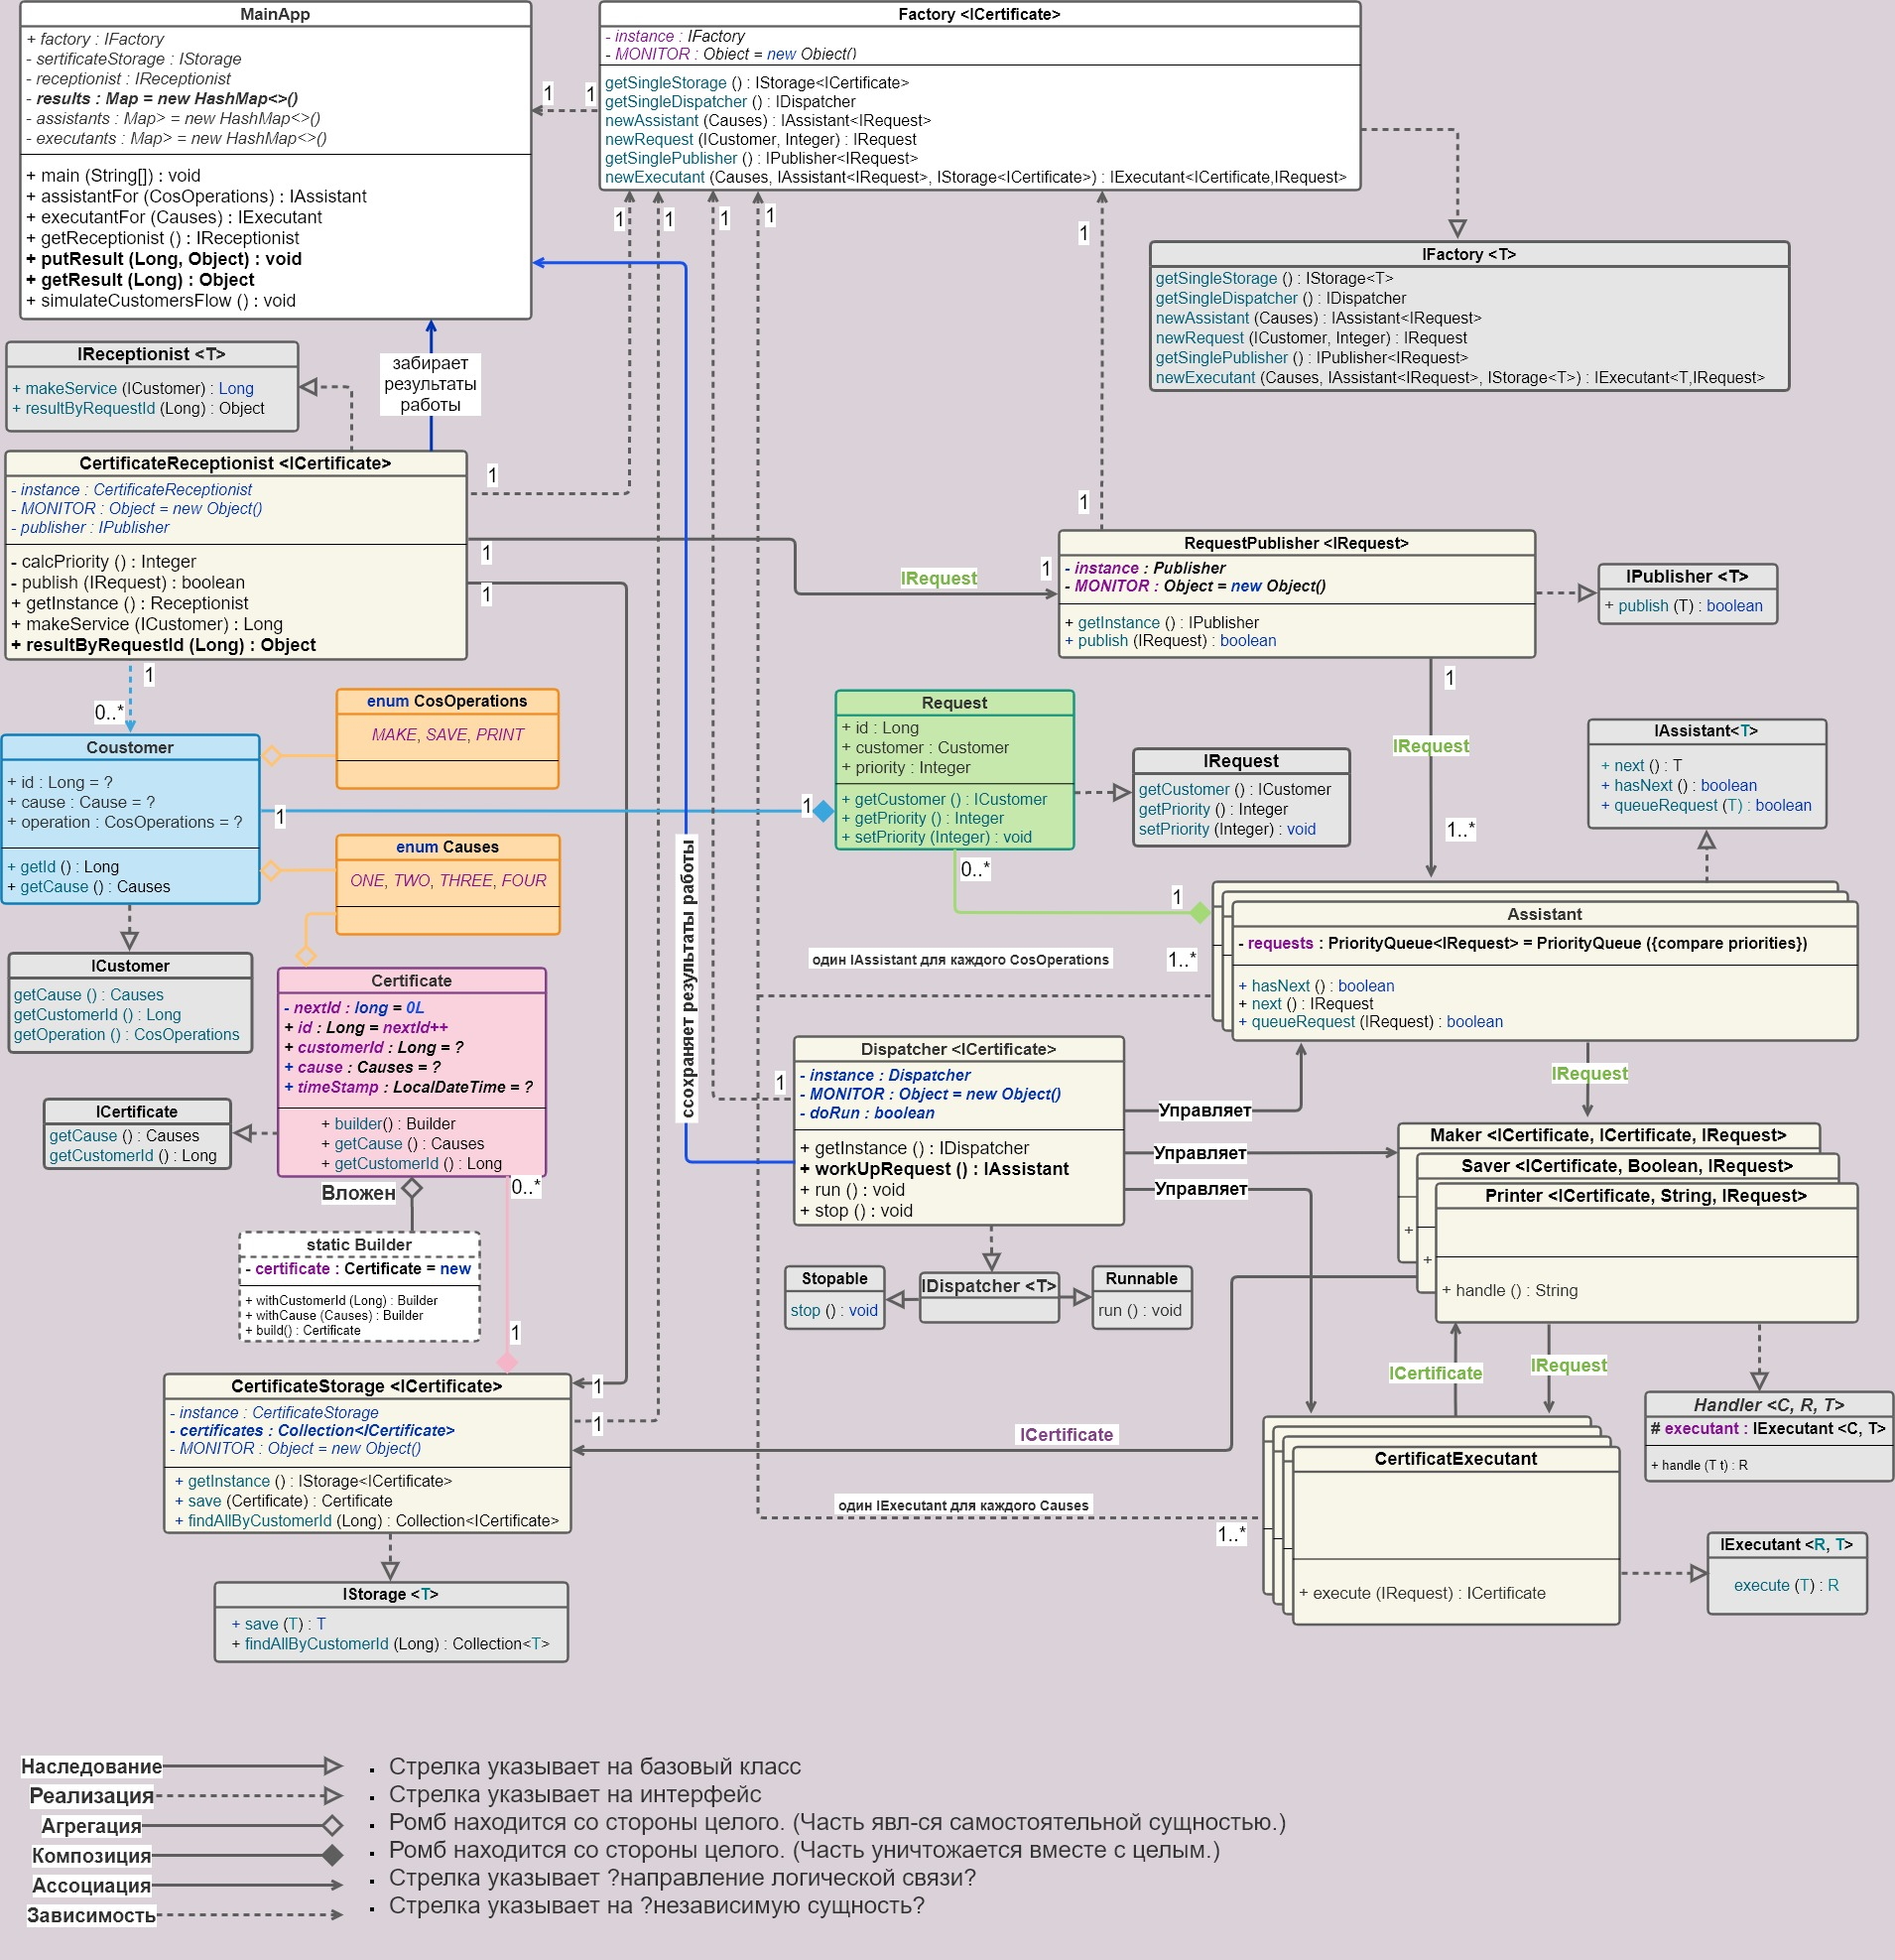 MainApp
+ factory : IFactory
- sertificateStorage : IStorage
- receptionist : IReceptionist
- results : Map = new HashMap<>()
- assistants : Map> = new HashMap<>()
- executants : Map> = new HashMap<>()
+ main (String[]) : void
+ assistantFor (CosOperations) : IAssistant
+ executantFor (Causes) : IExecutant
+ getReceptionist () : IReceptionist
+ putResult (Long, Object) : void
+ getResult (Long) : Object
+ simulateCustomersFlow () : void
Factory <ICertificate>
- instance : IFactory
- MONITOR : Object = new Object()
getSingleStorage () : IStorage<ICertificate>
getSingleDispatcher () : IDispatcher
newAssistant (Causes) : IAssistant<IRequest>
newRequest (ICustomer, Integer) : IRequest
getSinglePublisher () : IPublisher<IRequest>
newExecutant (Causes, IAssistant<IRequest>, IStorage<ICertificate>) : IExecutant<ICertificate,IRequest>
1
1
1
1
1
1
1
IFactory <T>
getSingleStorage () : IStorage<T>
getSingleDispatcher () : IDispatcher
newAssistant (Causes) : IAssistant<IRequest>
newRequest (ICustomer, Integer) : IRequest
getSinglePublisher () : IPublisher<IRequest>
newExecutant (Causes, IAssistant<IRequest>, IStorage<T>) : IExecutant<T,IRequest>
IReceptionist <T>
+ makeService (ICustomer) : Long
+ resultByRequestId (Long) : Object
забирает
результаты
работы
CertificateReceptionist <ICertificate>
- instance : CertificateReceptionist
- MONITOR : Object = new Object()
- publisher : IPublisher
- calcPriority () : Integer
- publish (IRequest) : boolean
+ getInstance () : Receptionist
+ makeService (ICustomer) : Long
+ resultByRequestId (Long) : Object
1
1
1
1
IRequest
1
RequestPublisher <IRequest>
- instance : Publisher
- MONITOR : Object = new Object()
+ getInstance () : IPublisher
+ publish (IRequest) : boolean
IPublisher <T>
+ publish (T) : boolean
1
0..*
enum CosOperations
MAKE, SAVE, PRINT
Coustomer
+ id : Long = ?
+ cause : Cause = ?
+ operation : CosOperations = ?
+ getId () : Long
+ getCause () : Causes
1
1
enum Causes
ONE, TWO, THREE, FOUR
Request
+ id : Long
+ customer : Customer
+ priority : Integer
+ getCustomer () : ICustomer
+ getPriority () : Integer
+ setPriority (Integer) : void
IRequest
getCustomer () : ICustomer
getPriority () : Integer
setPriority (Integer) : void
1
IRequest
1..*
IAssistant<T>
+ next () : T
+ hasNext () : boolean
+ queueRequest (T) : boolean
0..*
1
ICustomer
getCause () : Causes
getCustomerId () : Long
getOperation () : CosOperations
ссохраняет результаты работы
один IAssistant для каждого CosOperations
1..*
Assistant
- requests : PriorityQueue<IRequest> = PriorityQueue ({compare priorities})
+ hasNext () : boolean
+ next () : IRequest
+ queueRequest (IRequest) : boolean
Certificate
- nextId : long = 0L
+ id : Long = nextId++
+ customerId : Long = ?
+ cause : Causes = ?
+ timeStamp : LocalDateTime = ?
+ builder() : Builder
+ getCause () : Causes
+ getCustomerId () : Long
ICertificate
getCause () : Causes
getCustomerId () : Long
1
Dispatcher <ICertificate>
- instance : Dispatcher
- MONITOR : Object = new Object()
- doRun : boolean
+ getInstance () : IDispatcher
+ workUpRequest () : IAssistant
+ run () : void
+ stop () : void
Управляет
Управляет
Управляет
IRequest
Maker <ICertificate, ICertificate, IRequest>
+
Saver <ICertificate, Boolean, IRequest>
+
Printer <ICertificate, String, IRequest>
+ handle () : String
Вложен
0..*
static Builder
- certificate : Certificate = new
+ withCustomerId (Long) : Builder
+ withCause (Causes) : Builder
+ build() : Certificate
Stopable
stop () : void
IDispatcher <T>
Runnable
run () : void
1
CertificateStorage <ICertificate>
- instance : CertificateStorage
- certificates : Collection<ICertificate>
- MONITOR : Object = new Object()
+ getInstance () : IStorage<ICertificate>
+ save (Certificate) : Certificate
+ findAllByCustomerId (Long) : Collection<ICertificate>
1
1
ICertificate
ICertificate
IRequest
Handler <C, R, T>
# executant : IExecutant <C, T>
+ handle (T t) : R
один IExecutant для каждого Causes
1..*
CertificatExecutant
+ execute (IRequest) : ICertificate
IExecutant <R, T>
execute (T) : R
IStorage <T>
+ save (T) : T
+ findAllByCustomerId (Long) : Collection<T>
Наследование
Стрелка указывает на базовый класс
Реализация
Стрелка указывает на интерфейс
Агрегация
Ромб находится со стороны целого. (Часть явл-ся самостоятельной сущностью.)
Композиция
Ромб находится со стороны целого. (Часть уничтожается вместе с целым.)
Ассоциация
Стрелка указывает ?направление логической связи?
Зависимость
Стрелка указывает на ?независимую сущность?